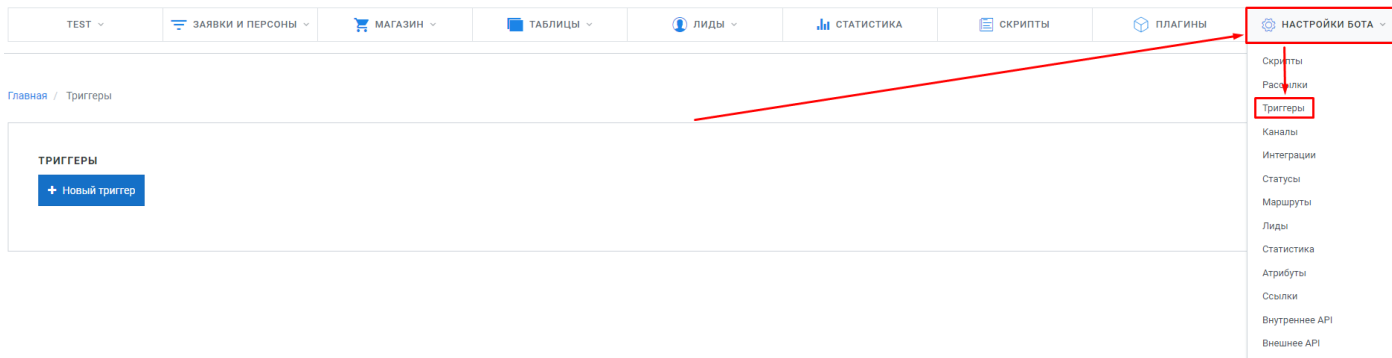 TEST
ЗАЯВКИ И ПЕРСОНЫ
МАГАЗИН
ТАБЛИЦЫ
ЛИДЫ
СТАТИСТИКА
СКРИПТЫ
ПЛАГИНЫ
НАСТРОЙКИ БОТА
Главная / Триггеры
ТРИГГЕРЫ
+ Новый триггер
Скрипты
Рассылки
Триггеры
Каналы
Интеграции
Статусы
Маршруты
Лиды
Статистика
Атрибуты
Ссылки
Внутреннее API
Внешнее API